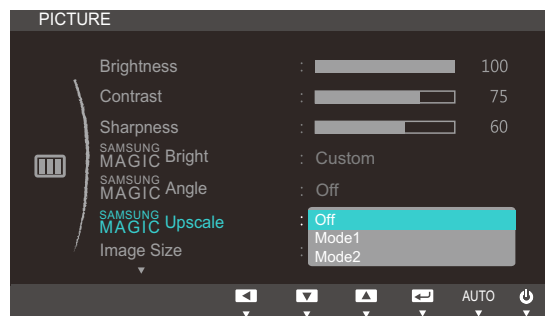 PICTURE
Brightness : 100
Contrast : 75
Sharpness : 60
SAMSUNG MAGIC Bright : Custom
SAMSUNG MAGIC Angle : Off
SAMSUNG MAGIC Upscale : Off
Mode1
Image Size : Mode2
AUTO